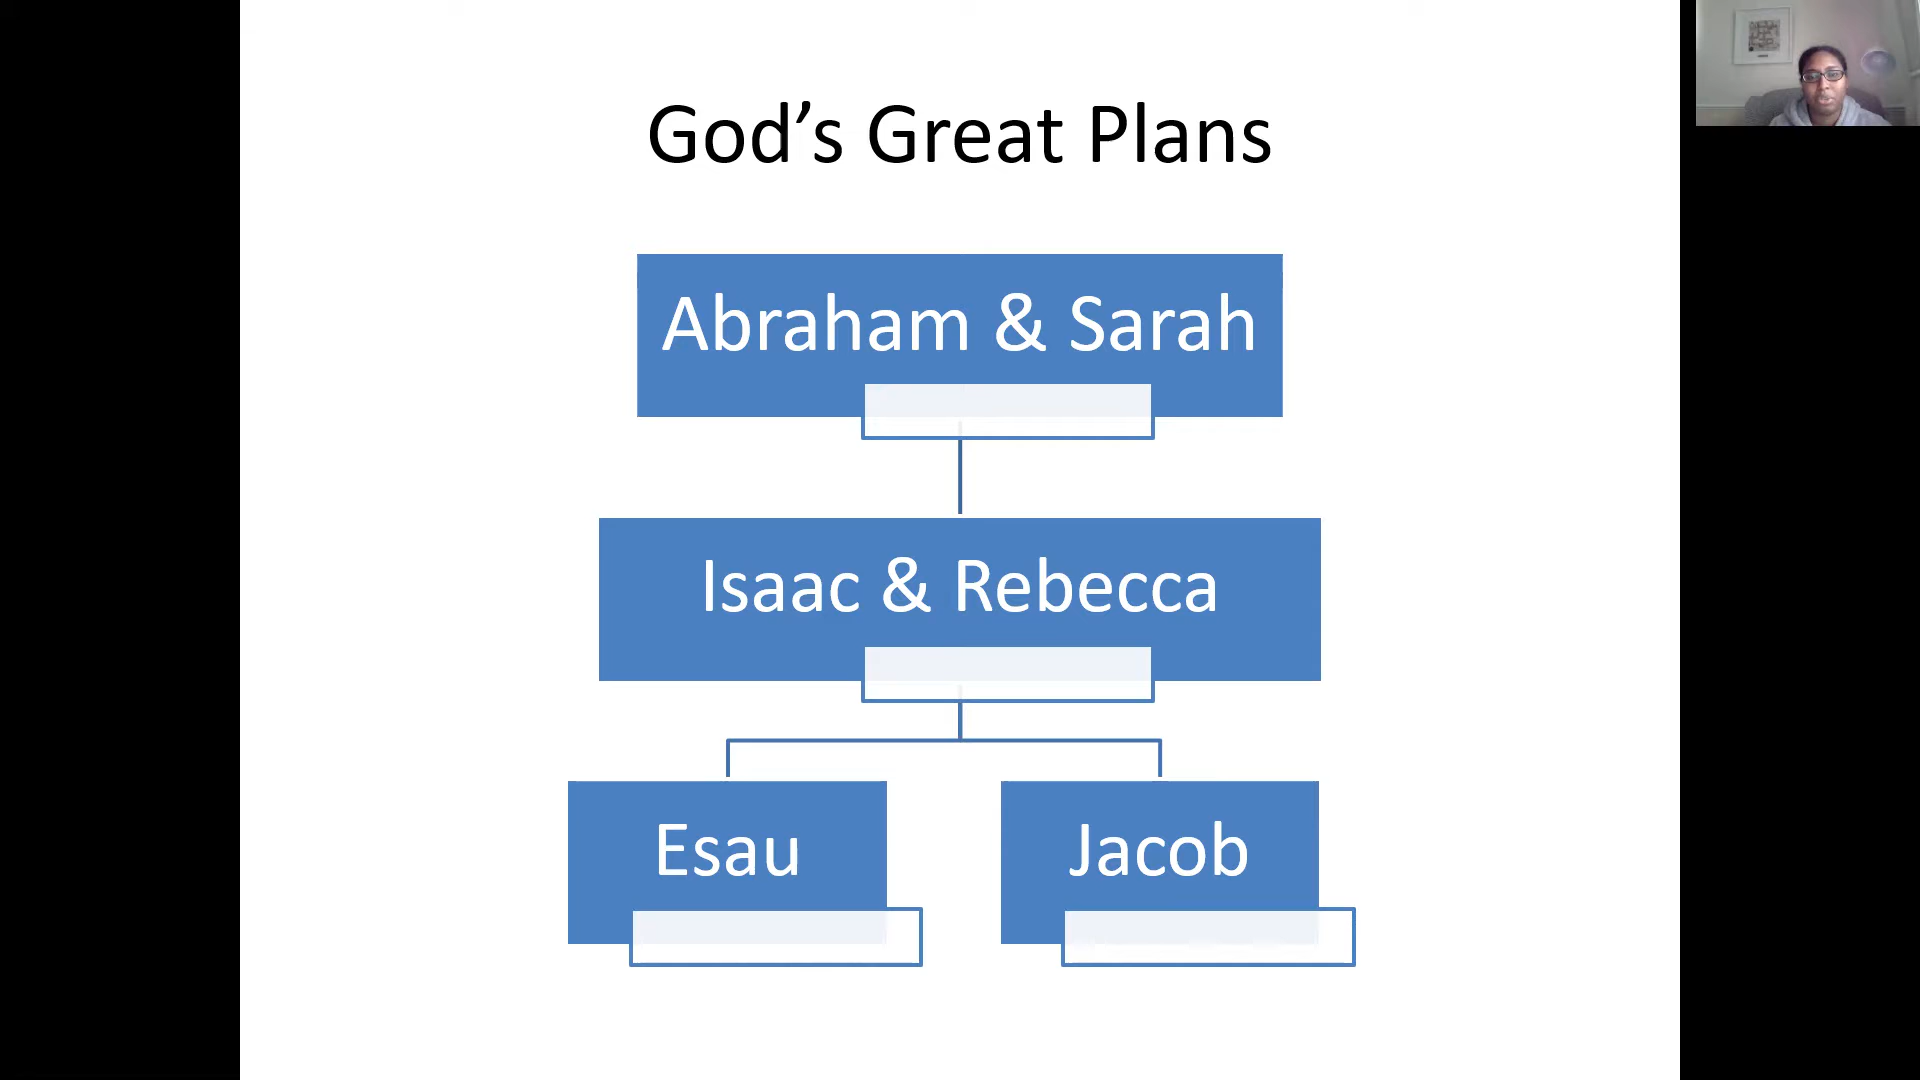 God’s Great Plans
Abraham & Sarah
Isaac & Rebecca
Esau
Jacob